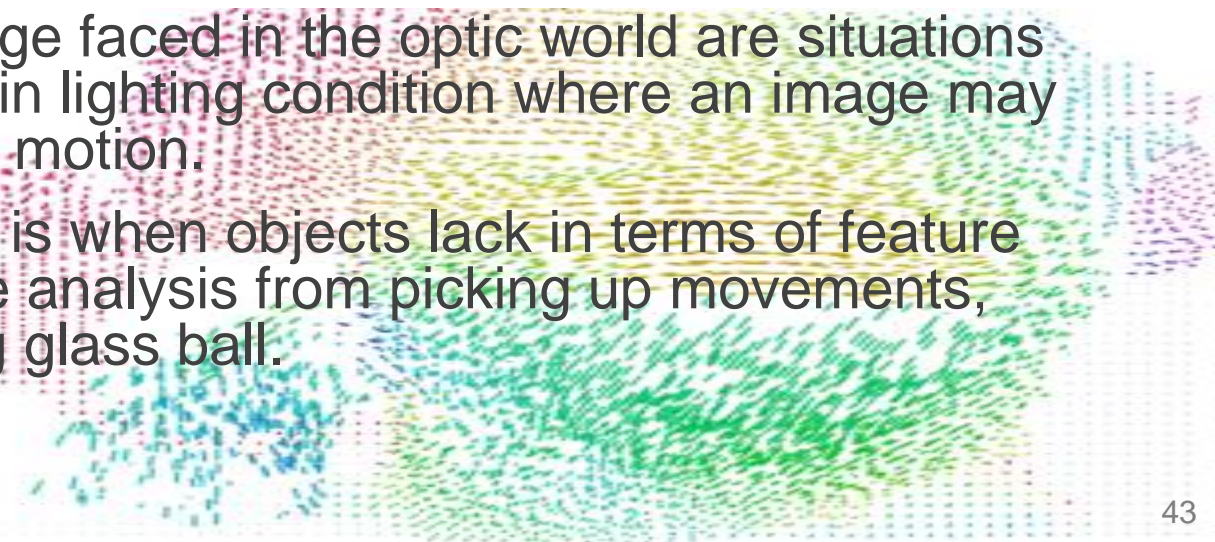 ge faced in the optic world are situations
in lighting condition where an image may
motion.
is when objects lack in terms of feature
e analysis from picking up movements,
g glass ball.
43